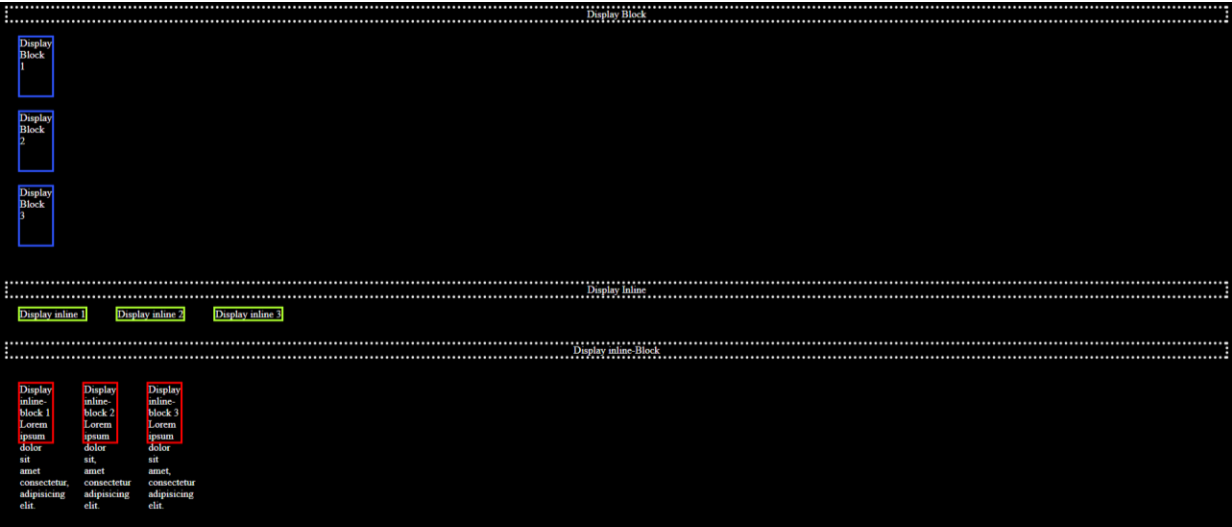 Display Block
Display
Block
1
Display
Block
2
Display
Block
3
Display Inline
Display inline 1 Display inline 2 Display inline 3
Display inline-Block
Display
inline-
block 1
Lorem
ipsum
dolor
sit
amet
consectetur,
adipisicing
elit.
Display
inline-
block 2
Lorem
ipsum
dolor
sit,
amet
consectetur
adipisicing
elit.
Display
inline-
block 3
Lorem
ipsum
dolor
sit
amet,
consectetur
adipisicing
elit.